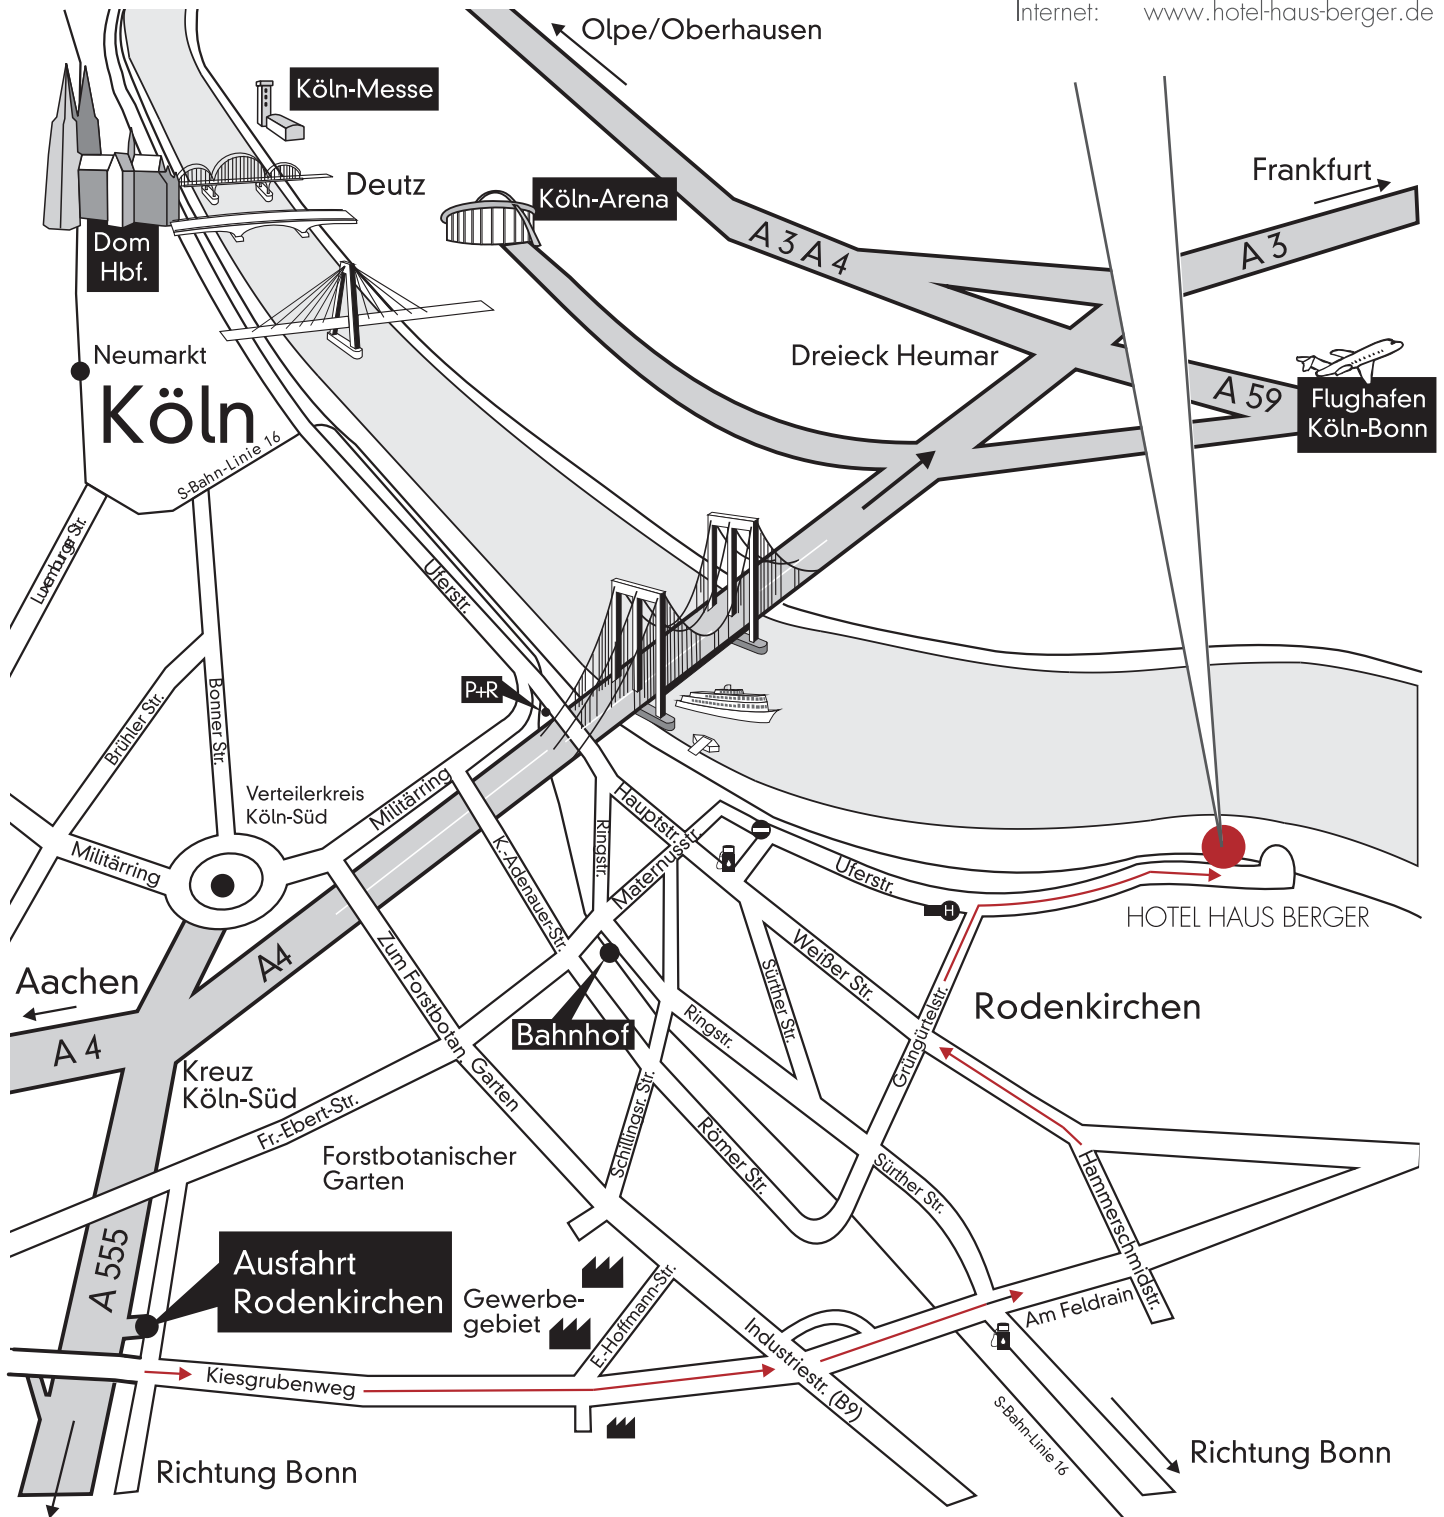 Internet: www.hotel-haus-berger.de
Olpe/Oberhausen
Köln-Messe
Frankfurt
Deutz
Köln-Arena
Dom
Hbf.
A 3 A 4
A 3
Neumarkt
Dreieck Heumar
Köln
A 59
Flughafen
Köln-Bonn
S-Bahn-Linie 16
Luxemburger Str.
Uferstr.
P+R
Brühler Str.
Bonner Str.
Verteilerkreis
Köln-Süd
Militärring
Hauptstr.
Militärring
K.-Adenauer-Str.
Ringstr.
Maternusstr.
Uferstr.
H
HOTEL HAUS BERGER
A4
Zum Forstbotan. Garten
Weißer Str.
Sürther Str.
Aachen
Rodenkirchen
Bahnhof
Ringstr.
Grüngürtelstr.
A 4
Kreuz
Köln-Süd
Fr.-Ebert-Str.
Schillingsr. Str.
Römer Str.
Forstbotanischer
Garten
Sürther Str.
Hammerschmidtstr.
A 555
Ausfahrt
Rodenkirchen
Gewerbe-
gebiet
E.-Hoffmann-Str.
Am Feldrain
Industriestr. (B9)
Kiesgrubenweg
S-Bahn-Linie 16
Richtung Bonn
Richtung Bonn